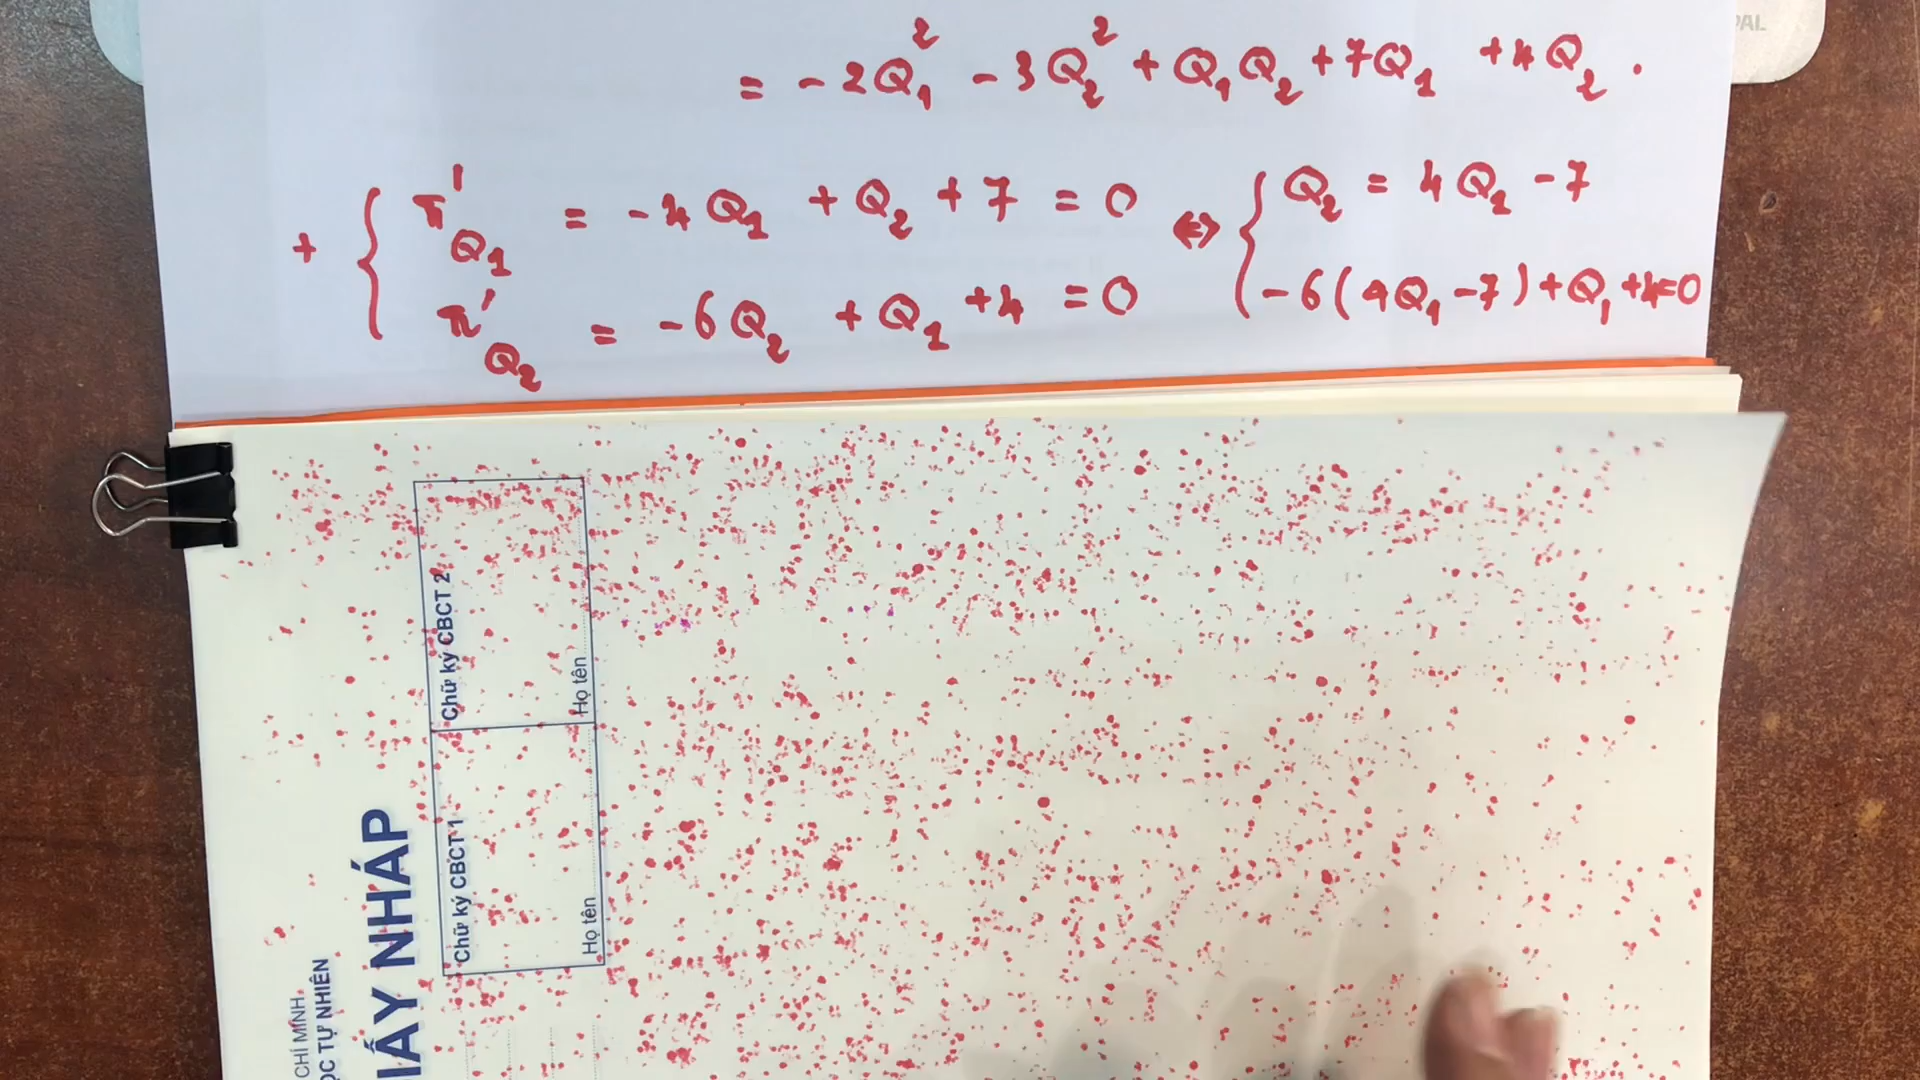 = - 2Q₁² - 3Q₂² + Q₁Q₂ + 7Q₁ + 4Q₂ .
+ { π'Q₁ = - 4Q₁ + Q₂ + 7 = 0 ⇔ { Q₂ = 4Q₁ - 7
π'Q₂ = - 6Q₂ + Q₁ + 4 = 0 - 6(4Q₁ - 7) + Q₁ + 4 = 0
CHÍ MINH
ỌC TỰ NHIÊN
IẤY NHÁP
Chữ ký CBCT 1
Chữ ký CBCT 2
Họ tên
Họ tên